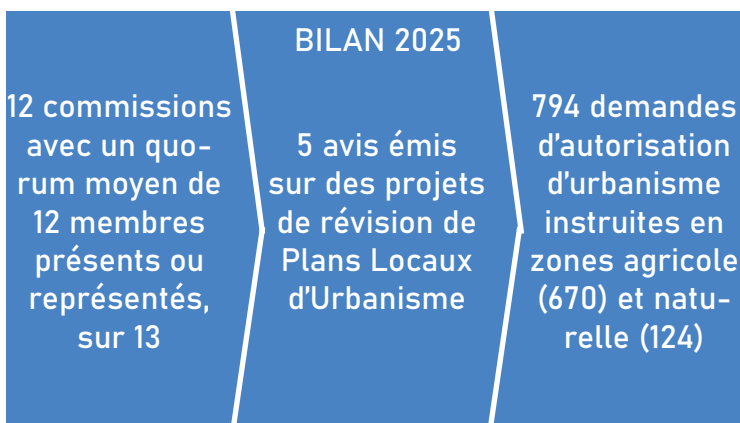 BILAN 2025
12 commissions
avec un quo-
rum moyen de
12 membres
présents ou
représentés,
sur 13
5 avis émis
sur des projets
de révision de
Plans Locaux
d'Urbanisme
794 demandes
d'autorisation
d'urbanisme
instruites en
zones agricole
(670) et natu-
relle (124)